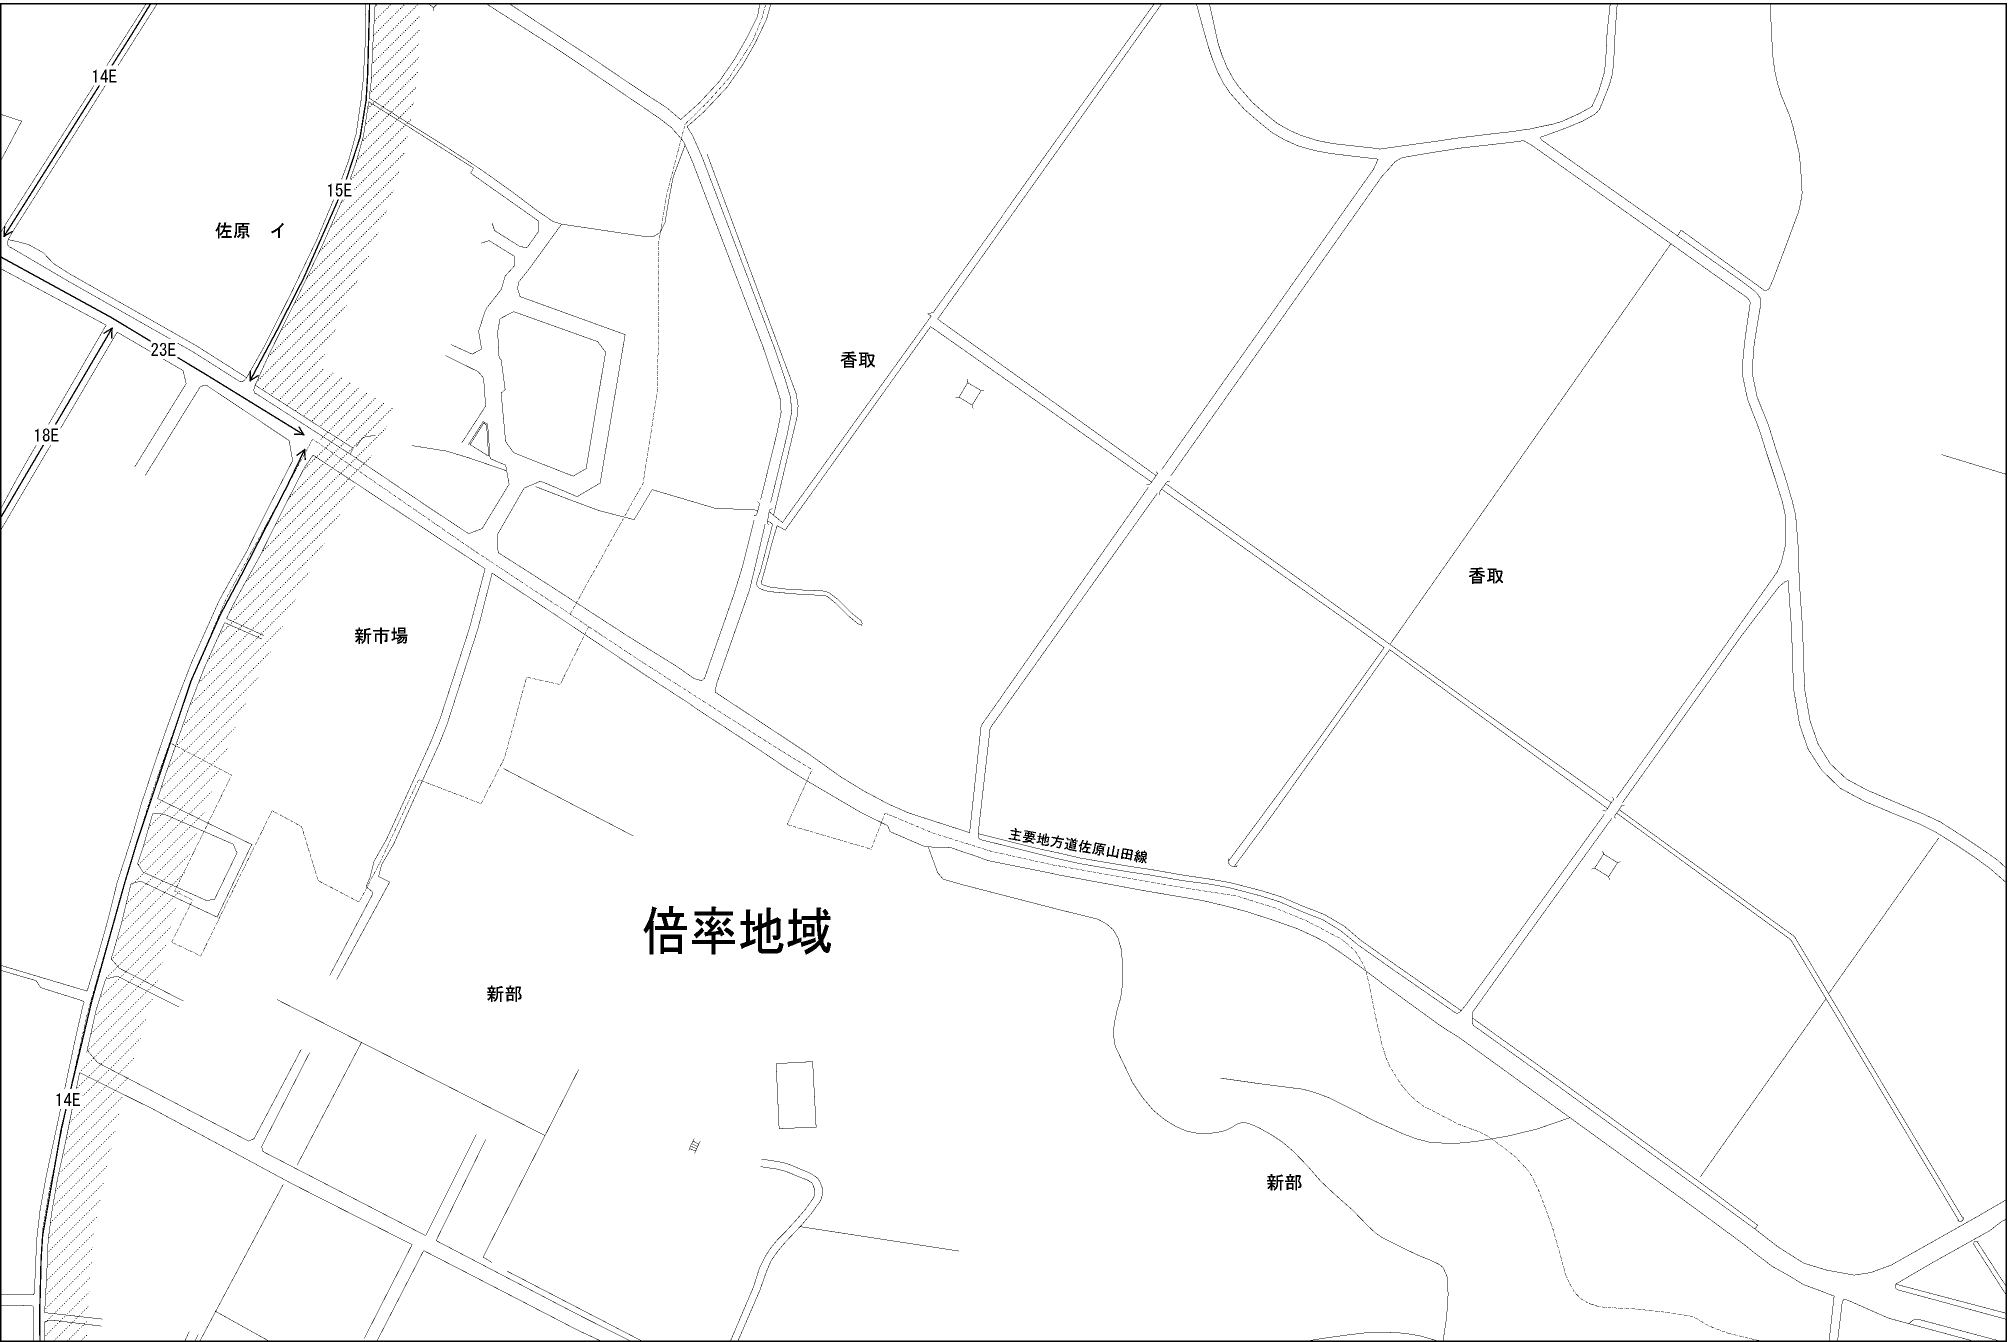 14E
15E
佐原　イ
23E
香取
18E
香取
新市場
主要地方道佐原山田線
倍率地域
新部
14E
新部